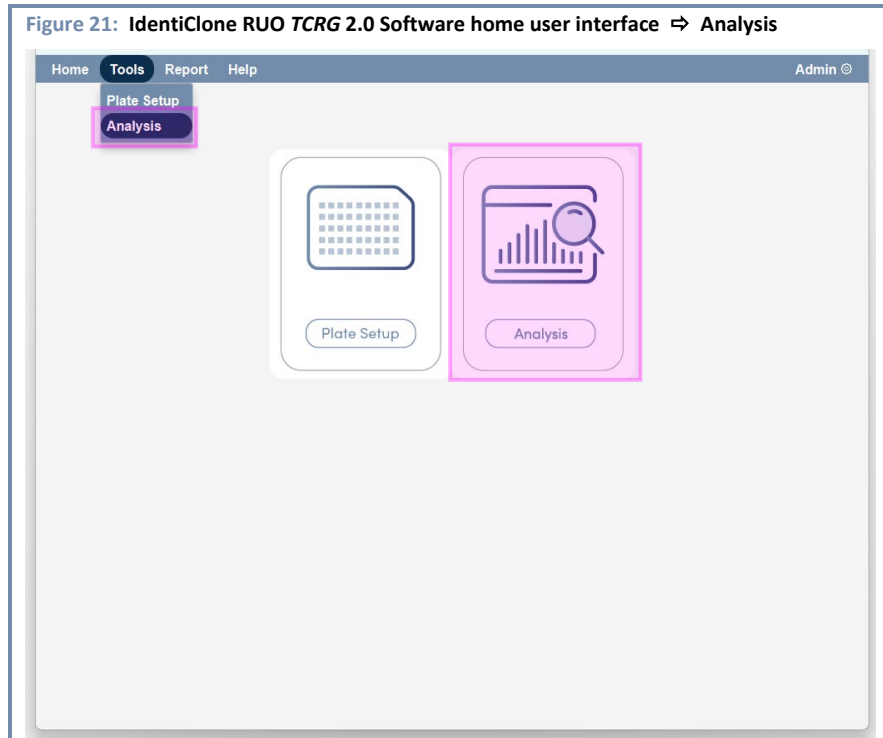 Figure 21: IdentiClone RUO TCRG 2.0 Software home user interface ⇨ Analysis
Home Tools Report Help Admin
Plate Setup
Analysis
Plate Setup Analysis